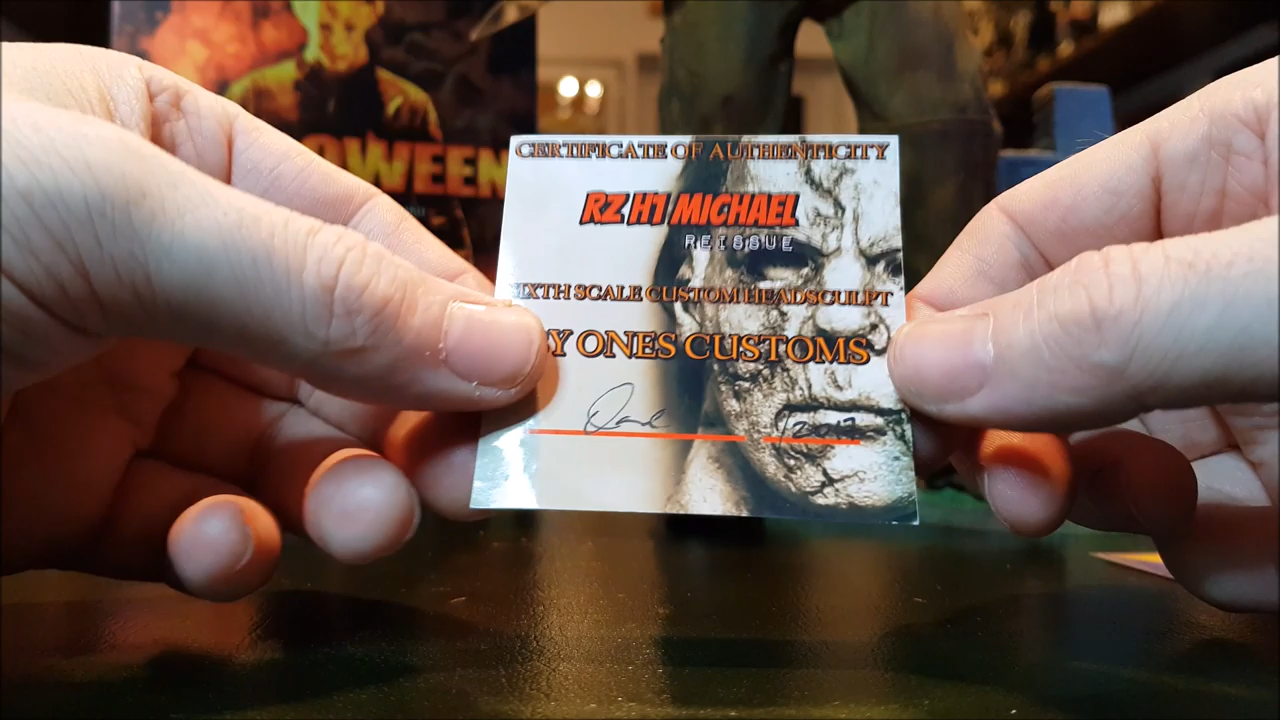 OWEEN
CERTIFICATE OF AUTHENTICITY
RZ H1 MICHAEL
REISSUE
IXTH SCALE CUSTOM HEADSCULPT
Y ONES CUSTOMS